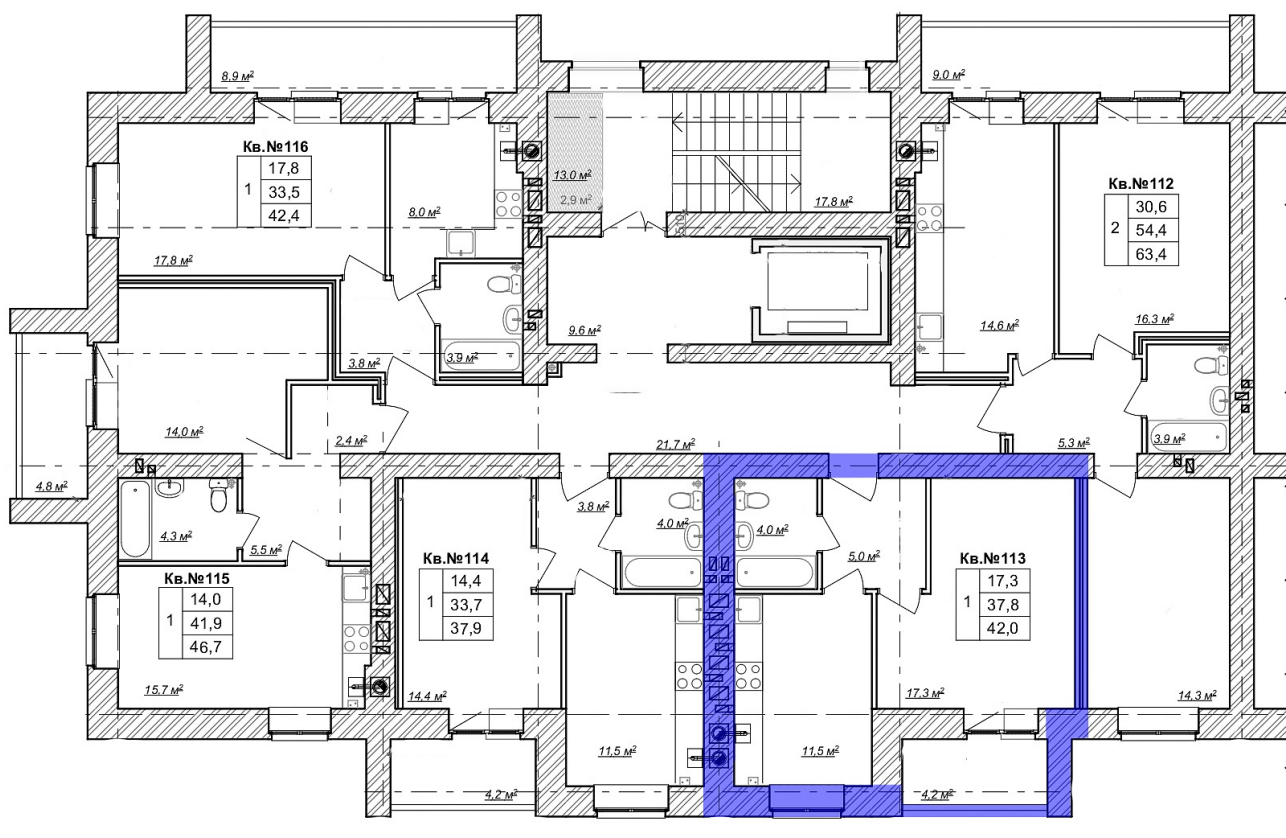 8.9 м²
9.0 м²
Кв.№116
17,8
1
33,5
42,4
17.8 м²
8.0 м²
13.0 м²
2.9 м²
17.8 м²
1500
Кв.№112
30,6
2
54,4
63,4
14.6 м²
16.3 м²
9.6 м²
3.8 м²
3.9 м²
14.0 м²
2.4 м²
21.7 м²
5.3 м²
3.9 м²
4.8 м²
4.3 м²
5.5 м²
3.8 м²
4.0 м²
4.0 м²
5.0 м²
Кв.№115
14,0
1
41,9
46,7
15.7 м²
Кв.№114
14,4
1
33,7
37,9
14.4 м²
Кв.№113
17,3
1
37,8
42,0
17.3 м²
14.3 м²
11.5 м²
11.5 м²
4.2 м²
4.2 м²